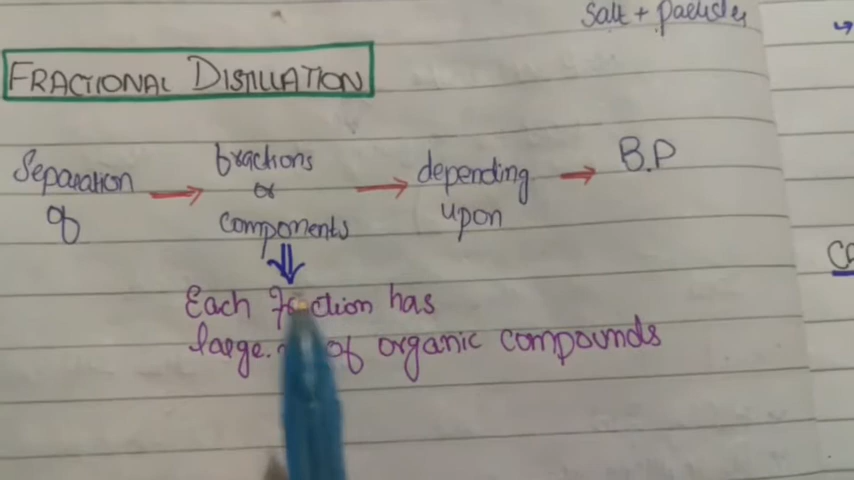 Salt + Particles
FRACTIONAL DISTILLATION
Separation of → fractions or components → depending upon → B.P
⇓
Each fraction has
large. of organic compounds